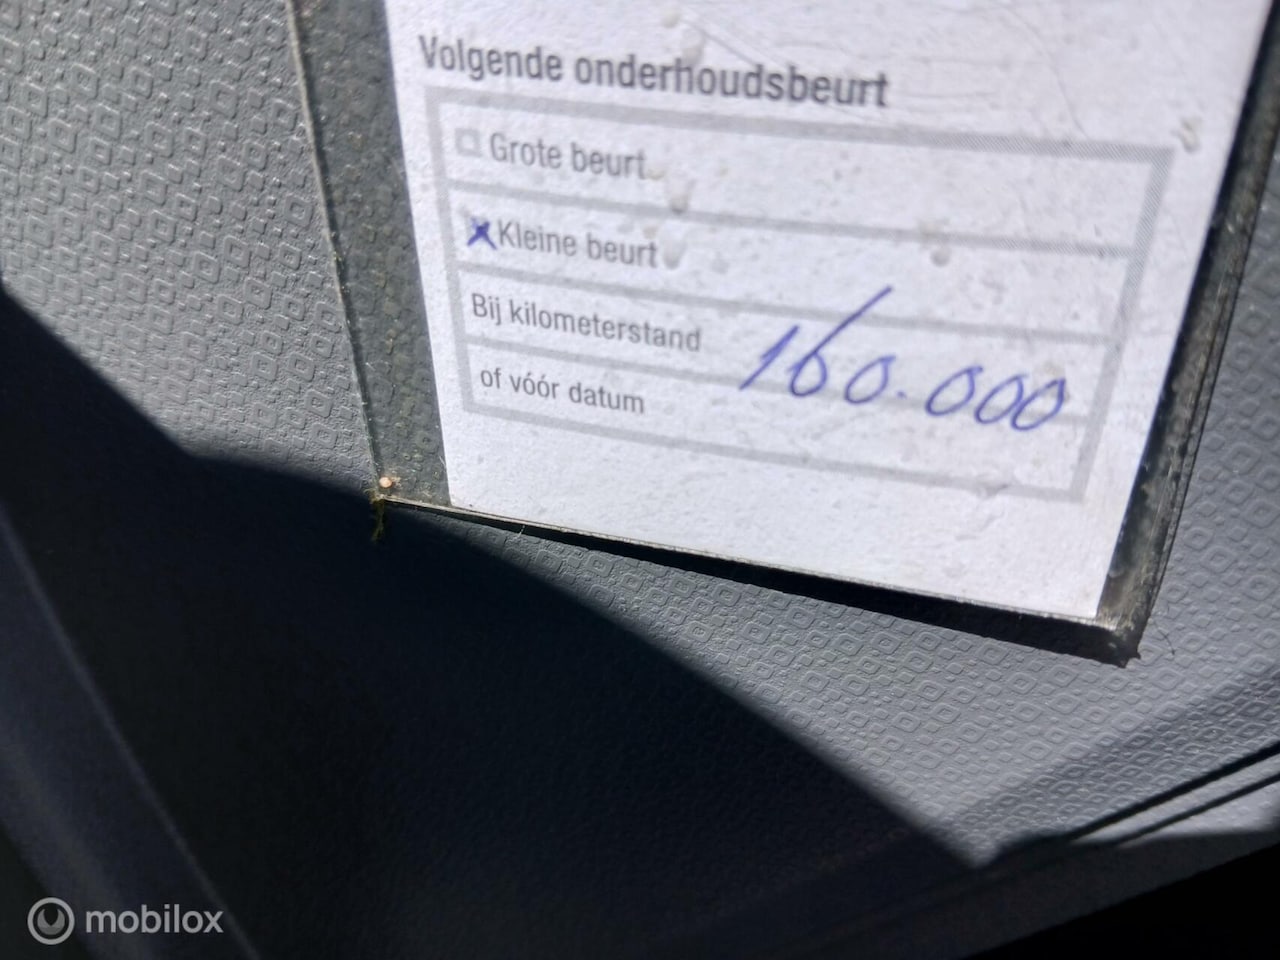 Volgende onderhoudsbeurt
Grote beurt
Kleine beurt
Bij kilometerstand 160.000
of vóór datum
mobilox